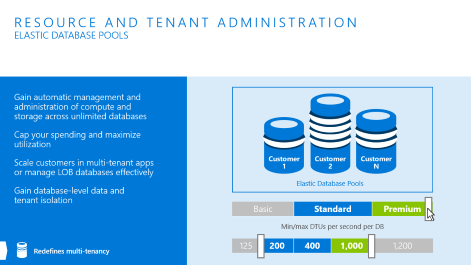 RESOURCE AND TENANT ADMINISTRATION
ELASTIC DATABASE POOLS
Gain automatic management and
administration of compute and
storage across unlimited databases
Cap your spending and maximize
utilization
Scale customers in multi-tenant apps
or manage LOB databases effectively
Gain database-level data and
tenant isolation
Redefines multi-tenancy
Customer
1
Customer
2
Customer
N
Elastic Database Pools
Basic Standard Premium
Min/max DTUs per second per DB
125 200 400 1,000 1,200